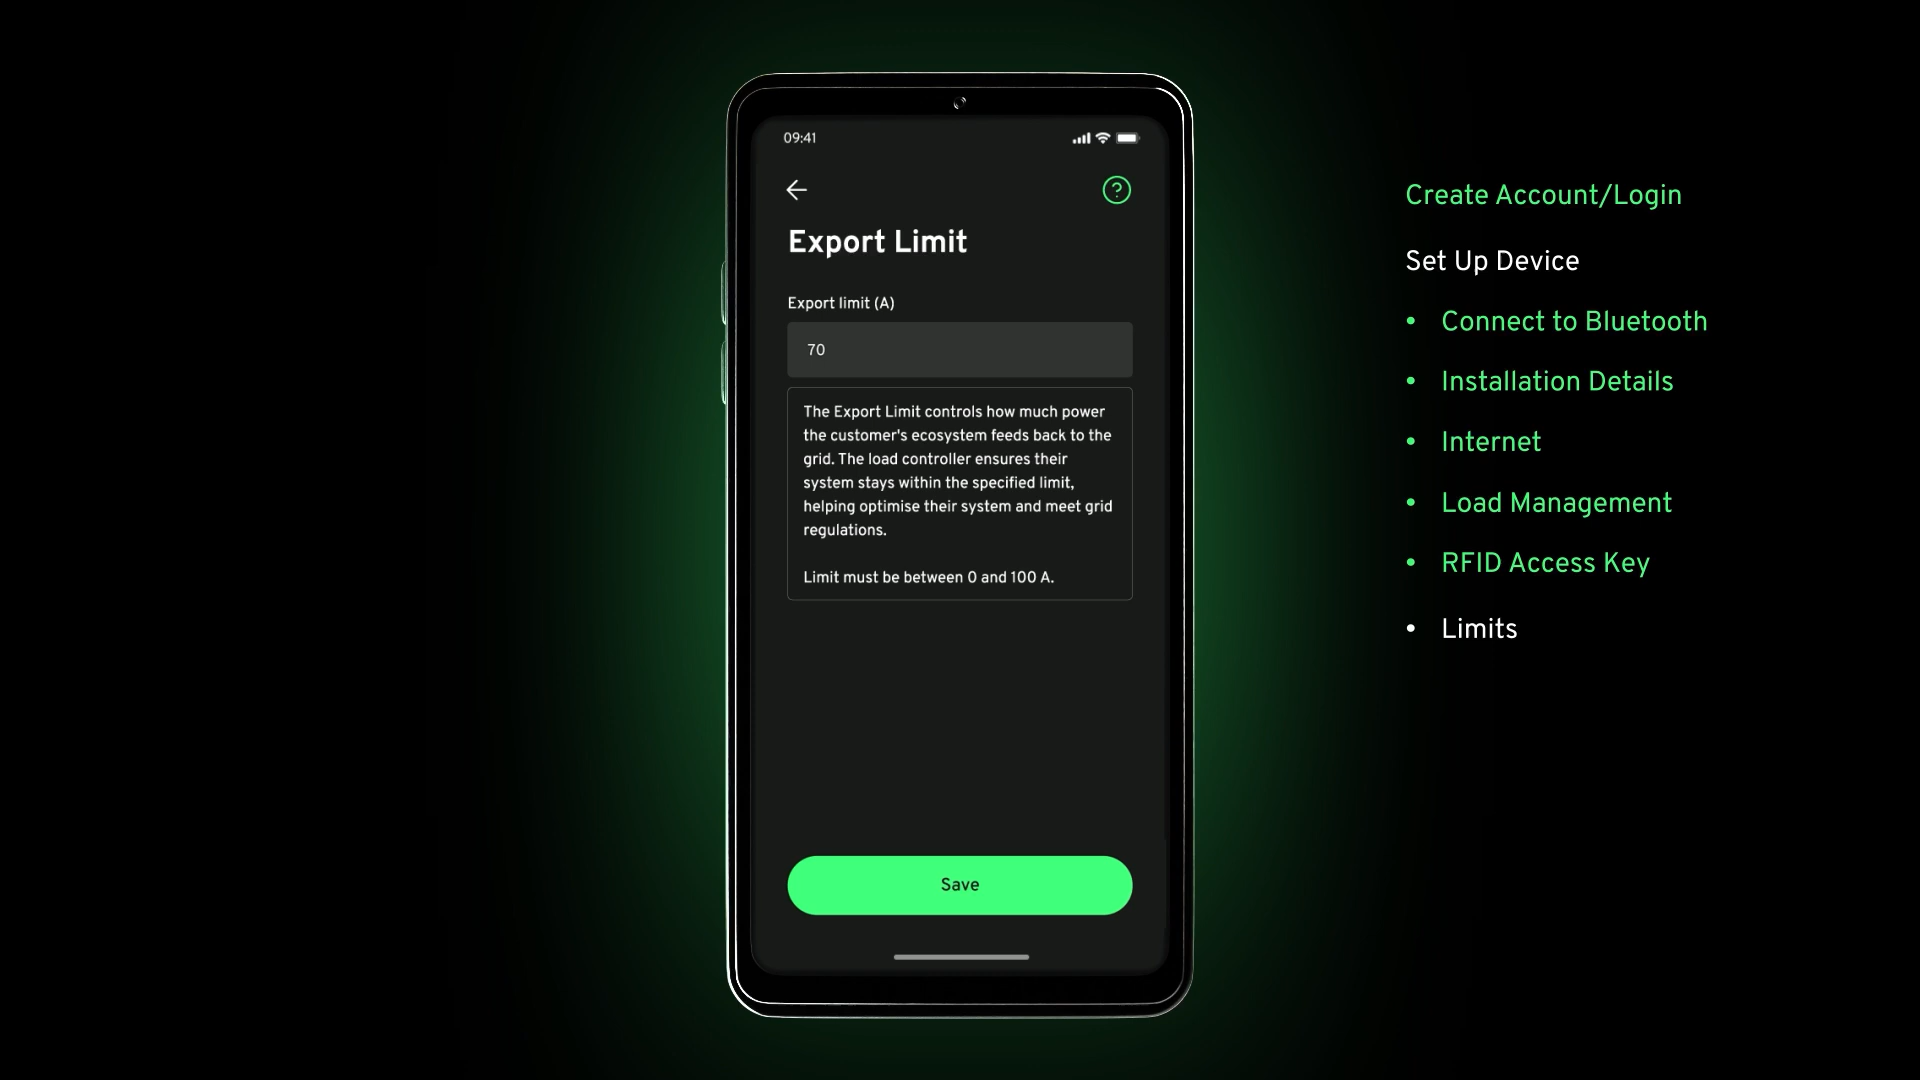 09:41
Export Limit
Export limit (A)
70
The Export Limit controls how much power
the customer's ecosystem feeds back to the
grid. The load controller ensures their
system stays within the specified limit,
helping optimise their system and meet grid
regulations.
Limit must be between 0 and 100 A.
Save
Create Account/Login
Set Up Device
• Connect to Bluetooth
• Installation Details
• Internet
• Load Management
• RFID Access Key
• Limits